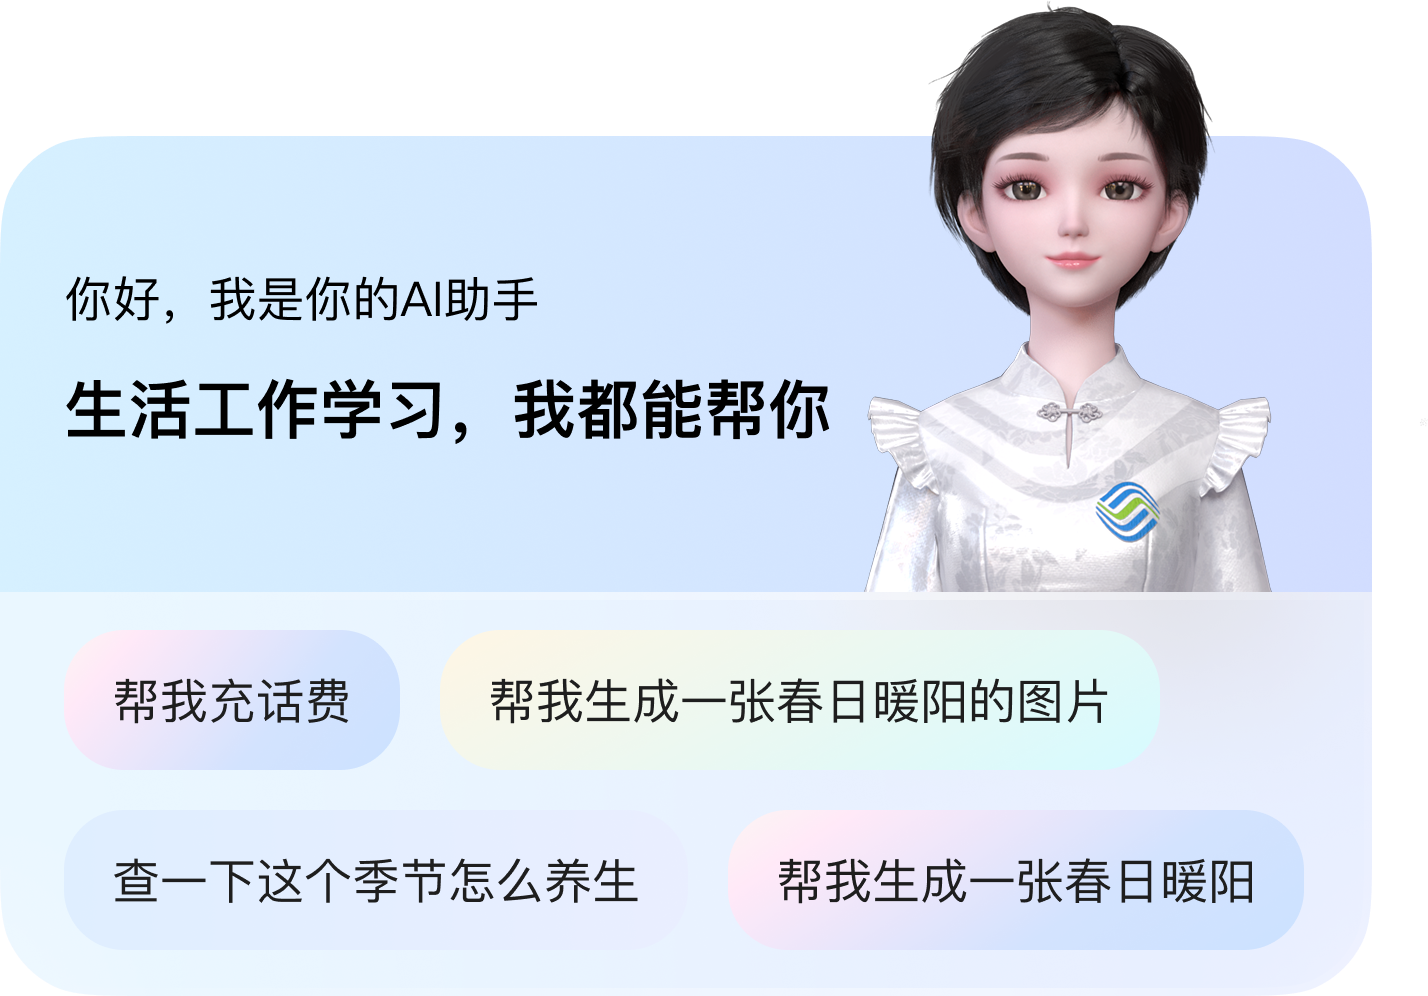 你好，我是你的AI助手
生活工作学习，我都能帮你
帮我充话费
帮我生成一张春日暖阳的图片
查一下这个季节怎么养生
帮我生成一张春日暖阳